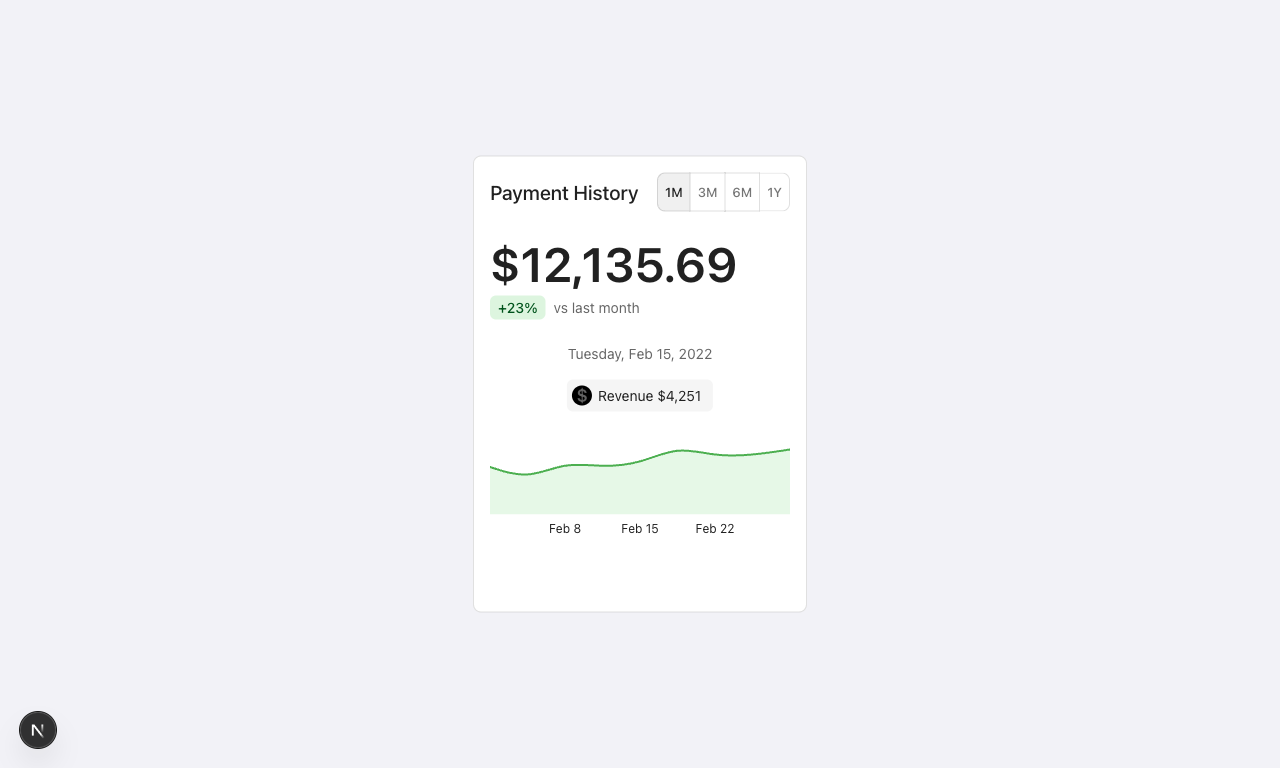 Payment History 1M 3M 6M 1Y
$12,135.69
+23% vs last month
Tuesday, Feb 15, 2022
$ Revenue $4,251
Feb 8 Feb 15 Feb 22
N